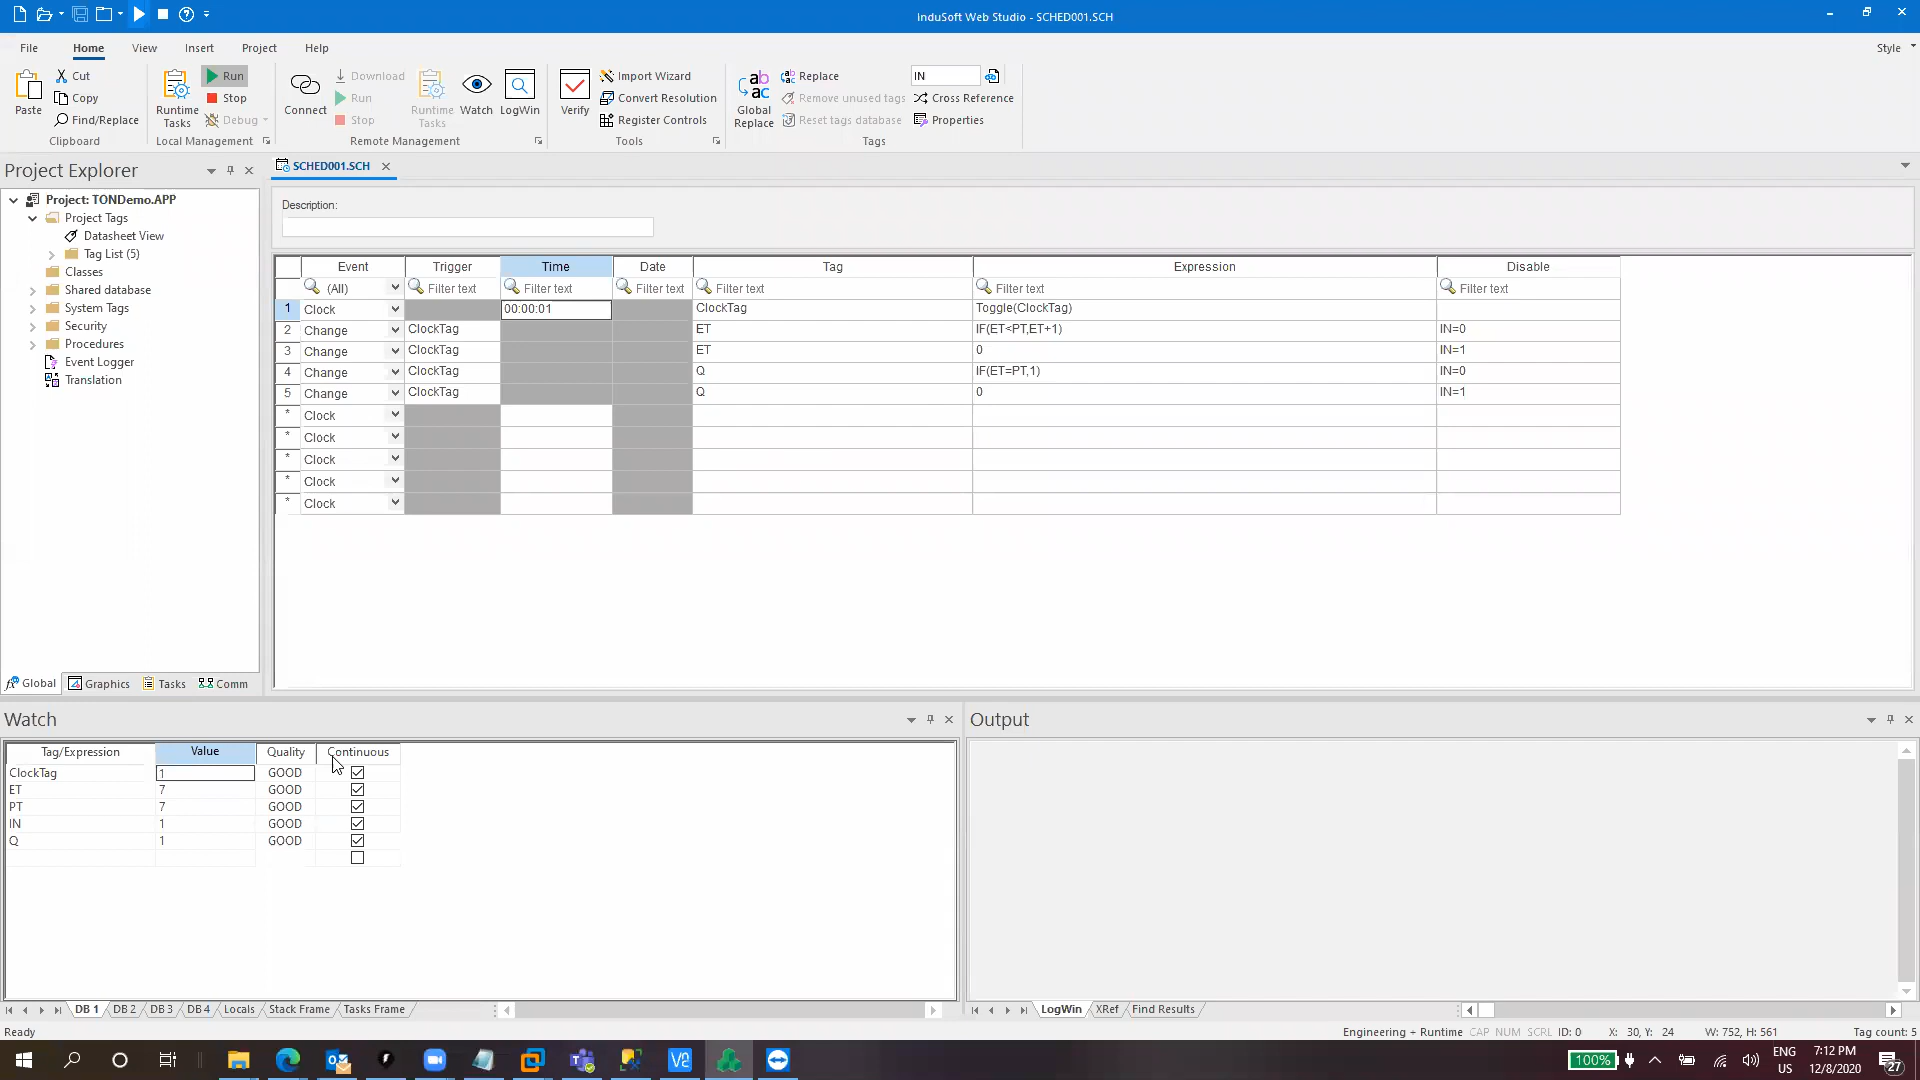 InduSoft Web Studio - SCHED001.SCH
File Home View Insert Project Help Style
Paste
Cut
Copy
Find/Replace
Clipboard
Runtime Tasks
Run
Stop
Debug
Local Management
Connect
Download
Run
Stop
Runtime Tasks
Watch
LogWin
Remote Management
Verify
Import Wizard
Convert Resolution
Register Controls
Tools
Global Replace
Replace
Remove unused tags
Reset tags database
IN
Cross Reference
Properties
Tags
Project Explorer
Project: TONDemo.APP
Project Tags
Datasheet View
Tag List (5)
Classes
Shared database
System Tags
Security
Procedures
Event Logger
Translation
Global Graphics Tasks Comm
SCHED001.SCH
Description:
Event Trigger Time Date Tag Expression Disable
(All) Filter text Filter text Filter text Filter text Filter text Filter text
1 Clock 00:00:01 ClockTag Toggle(ClockTag)
2 Change ClockTag ET IF(ET<PT,ET+1) IN=0
3 Change ClockTag ET 0 IN=1
4 Change ClockTag Q IF(ET=PT,1) IN=0
5 Change ClockTag Q 0 IN=1
* Clock
* Clock
* Clock
* Clock
* Clock
Watch
Tag/Expression Value Quality Continuous
ClockTag 1 GOOD
ET 7 GOOD
PT 7 GOOD
IN 1 GOOD
Q 1 GOOD
DB 1 DB 2 DB 3 DB 4 Locals Stack Frame Tasks Frame
Output
LogWin XRef Find Results
Ready
Engineering + Runtime CAP NUM SCRL ID: 0 X: 30, Y: 24 W: 752, H: 561 Tag count: 5
100%
ENG
US
7:12 PM
12/8/2020
27